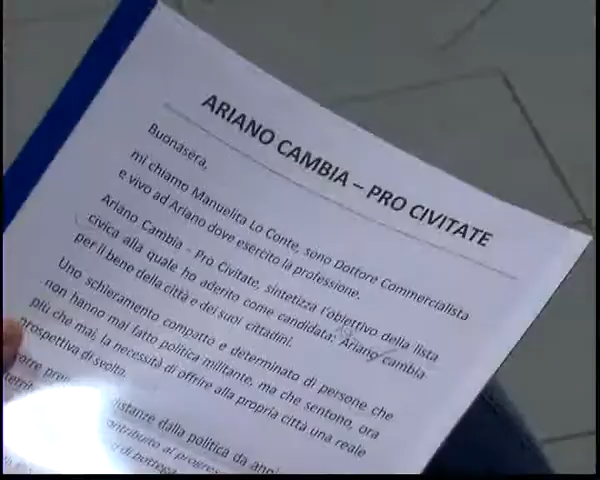 ARIANO CAMBIA – PRO CIVITATE
Buonasera,
mi chiamo Manuelita Lo Conte, sono Dottore Commercialista
e vivo ad Ariano dove esercito la professione.
Ariano Cambia - Pro Civitate, sintetizza l'obiettivo della lista
civica alla quale ho aderito come candidata: Ariano cambia
per il bene della città e dei suoi cittadini.
Uno schieramento compatto e determinato di persone che
non hanno mai fatto politica militante, ma che sentono, ora
più che mai, la necessità di offrire alla propria città una reale
prospettiva di svolta.
dalla politica da